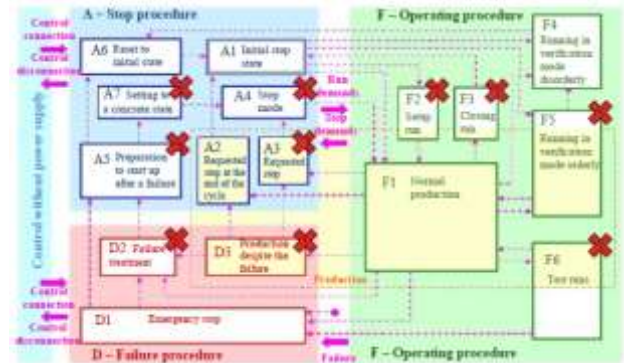 A – Stop procedure
F – Operating procedure
Control
connection
Control
disconnection
A6 Reset to
initial state
A1 Initial stop
state
F4
Running in
verification
mode
disorderly
A7 Setting to
a concrete state
A4 Stop
mode
Run
demands
Stop
demands
F2
run
F3
Closing
run
F5
Running in
verification
mode orderly
Control without power supply
A5 Preparation
to start up
after a failure
A2
Requested
stop at the
end of the
cycle
A3
Requested
stop
F1 Normal
production
D2 Failure
treatment
D3 Production
despite the
failure
Production
F6
Test runs
Control
connection
Control
disconnection
D1 Emergency stop
Failure
D – Failure procedure
F – Operating procedure